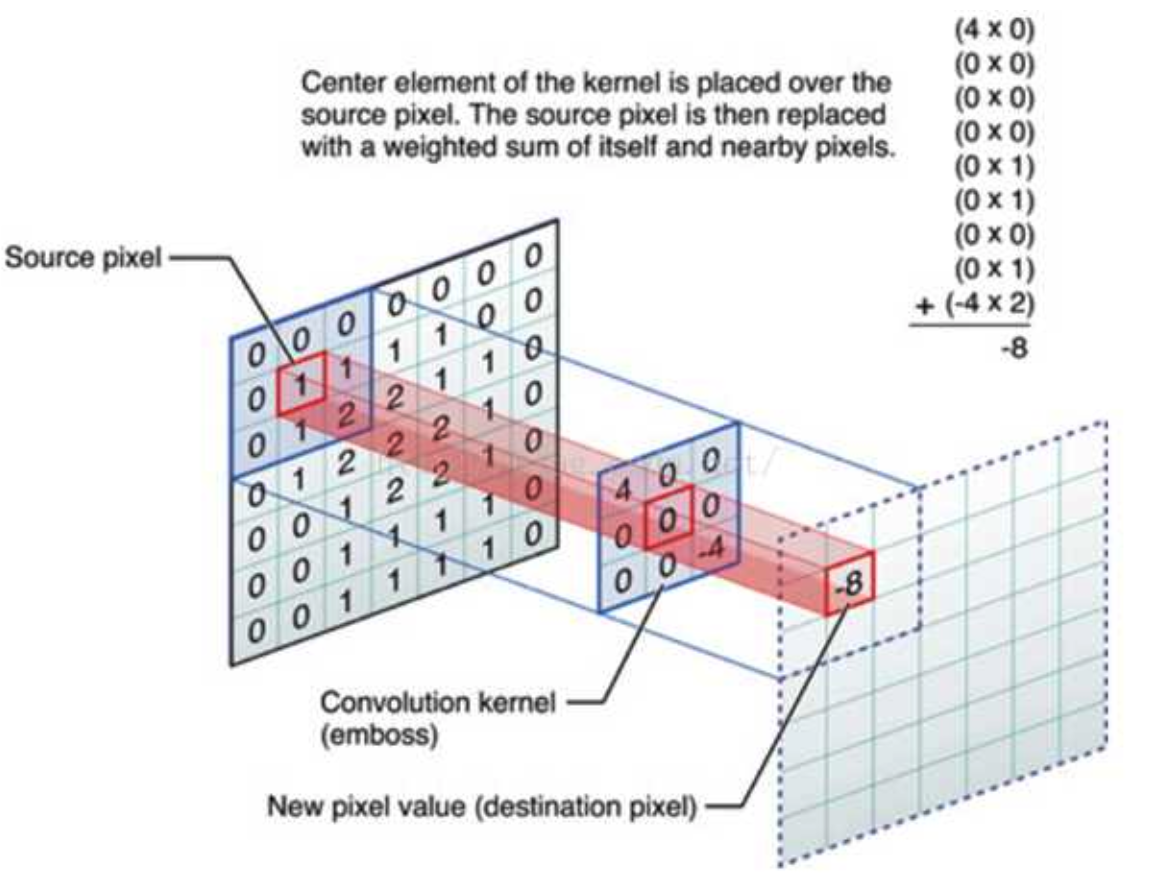 (4 x 0)
(0 x 0)
(0 x 0)
(0 x 0)
(0 x 1)
(0 x 1)
(0 x 0)
(0 x 1)
+ (-4 x 2)
-8
Center element of the kernel is placed over the
source pixel. The source pixel is then replaced
with a weighted sum of itself and nearby pixels.
Source pixel
0 0 0 0 0 0 0
0 1 1 1 1 0 0
0 1 2 2 1 1 0
0 1 2 2 2 1 0
0 0 1 2 2 1 0
0 0 1 1 1 1 0
0 0 1 1 1 1 0
4 0 0
0 0 0
0 0 -4
-8
Convolution kernel
(emboss)
New pixel value (destination pixel)